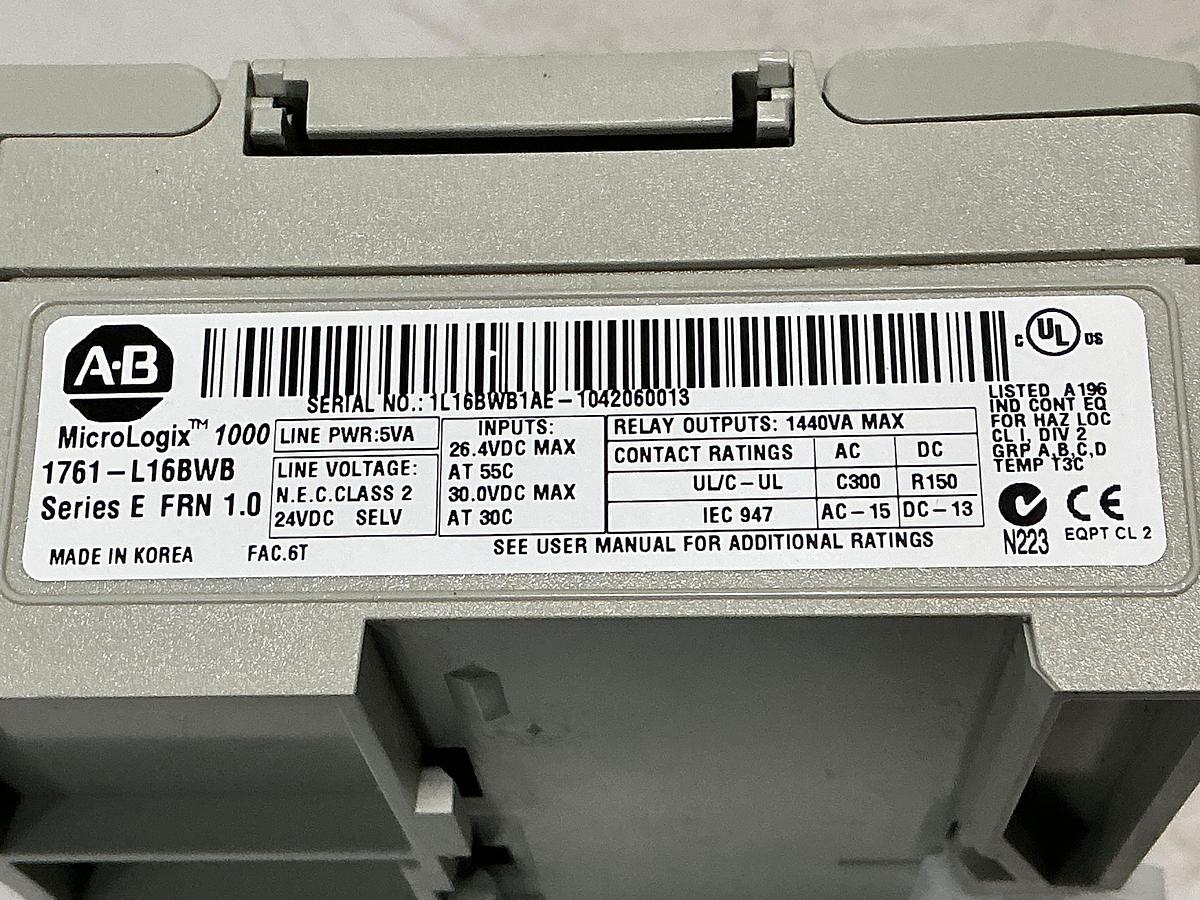 A·B
SERIAL NO.: 1L16BWB1AE-1042060013
MicroLogix™ 1000
1761-L16BWB
Series E FRN 1.0
MADE IN KOREA FAC.6T
LINE PWR:5VA
LINE VOLTAGE:
N.E.C.CLASS 2
24VDC SELV
INPUTS:
26.4VDC MAX
AT 55C
30.0VDC MAX
AT 30C
RELAY OUTPUTS: 1440VA MAX
CONTACT RATINGS AC DC
UL/C-UL C300 R150
IEC 947 AC-15 DC-13
SEE USER MANUAL FOR ADDITIONAL RATINGS
C UL US
LISTED A196
IND CONT EQ
FOR HAZ LOC
CL I, DIV 2
GRP A,B,C,D
TEMP T3C
CE
N223 EQPT CL 2